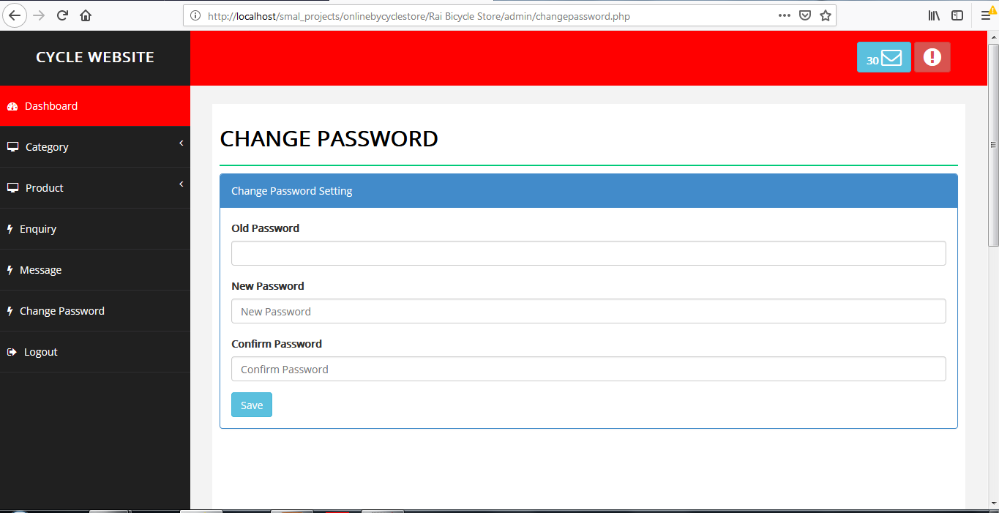 http://localhost/smal_projects/onlinebycyclestore/Rai Bicycle Store/admin/changepassword.php
CYCLE WEBSITE
30
Dashboard
Category
Product
Enquiry
Message
Change Password
Logout
CHANGE PASSWORD
Change Password Setting
Old Password
New Password
New Password
Confirm Password
Confirm Password
Save